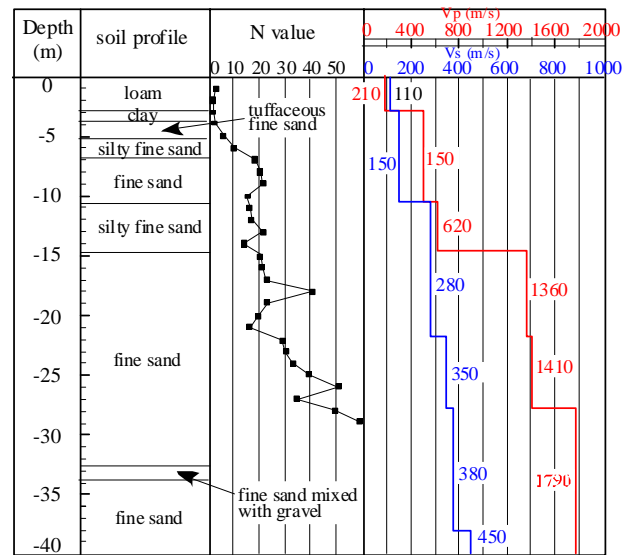 Depth
(m)
soil profile
N value
Vp (m/s)
0 400 800 1200 1600 2000
Vs (m/s)
0 200 400 600 800 1000
0 10 20 30 40 50
0
-5
-10
-15
-20
-25
-30
-35
-40
loam
clay
tuffaceous
fine sand
silty fine sand
fine sand
silty fine sand
fine sand
fine sand mixed
with gravel
fine sand
210
110
150
150
620
280
1360
350
1410
380
1790
450